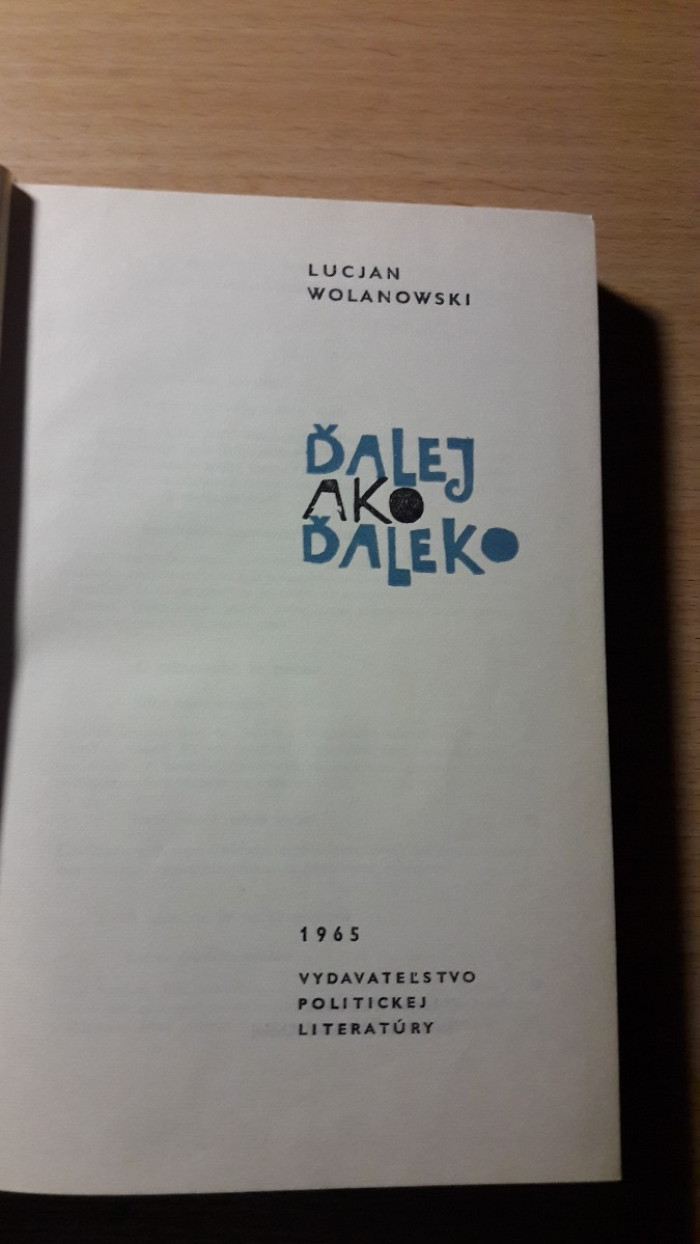 LUCJAN
WOLANOWSKI
ĎALEJ
AKO
ĎALEKO
1965
VYDAVATEĽSTVO
POLITICKEJ
LITERATÚRY